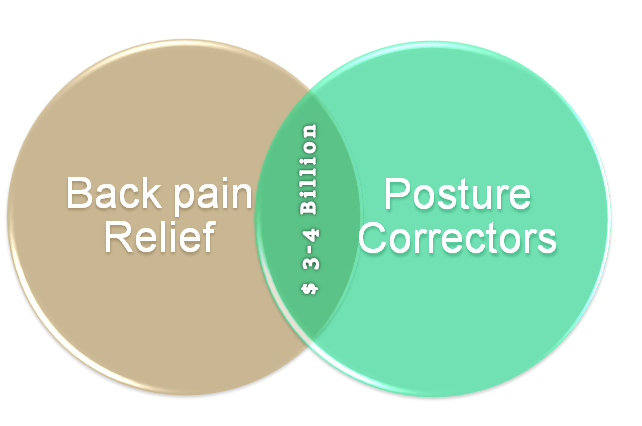 Back pain
Relief
$ 3-4 Billion
Posture
Correctors